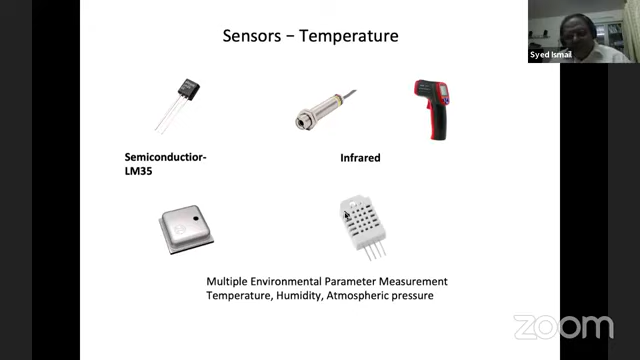 Sensors – Temperature
Syed Ismail
Semiconductior-
LM35
Infrared
Multiple Environmental Parameter Measurement
Temperature, Humidity, Atmospheric pressure
zoom